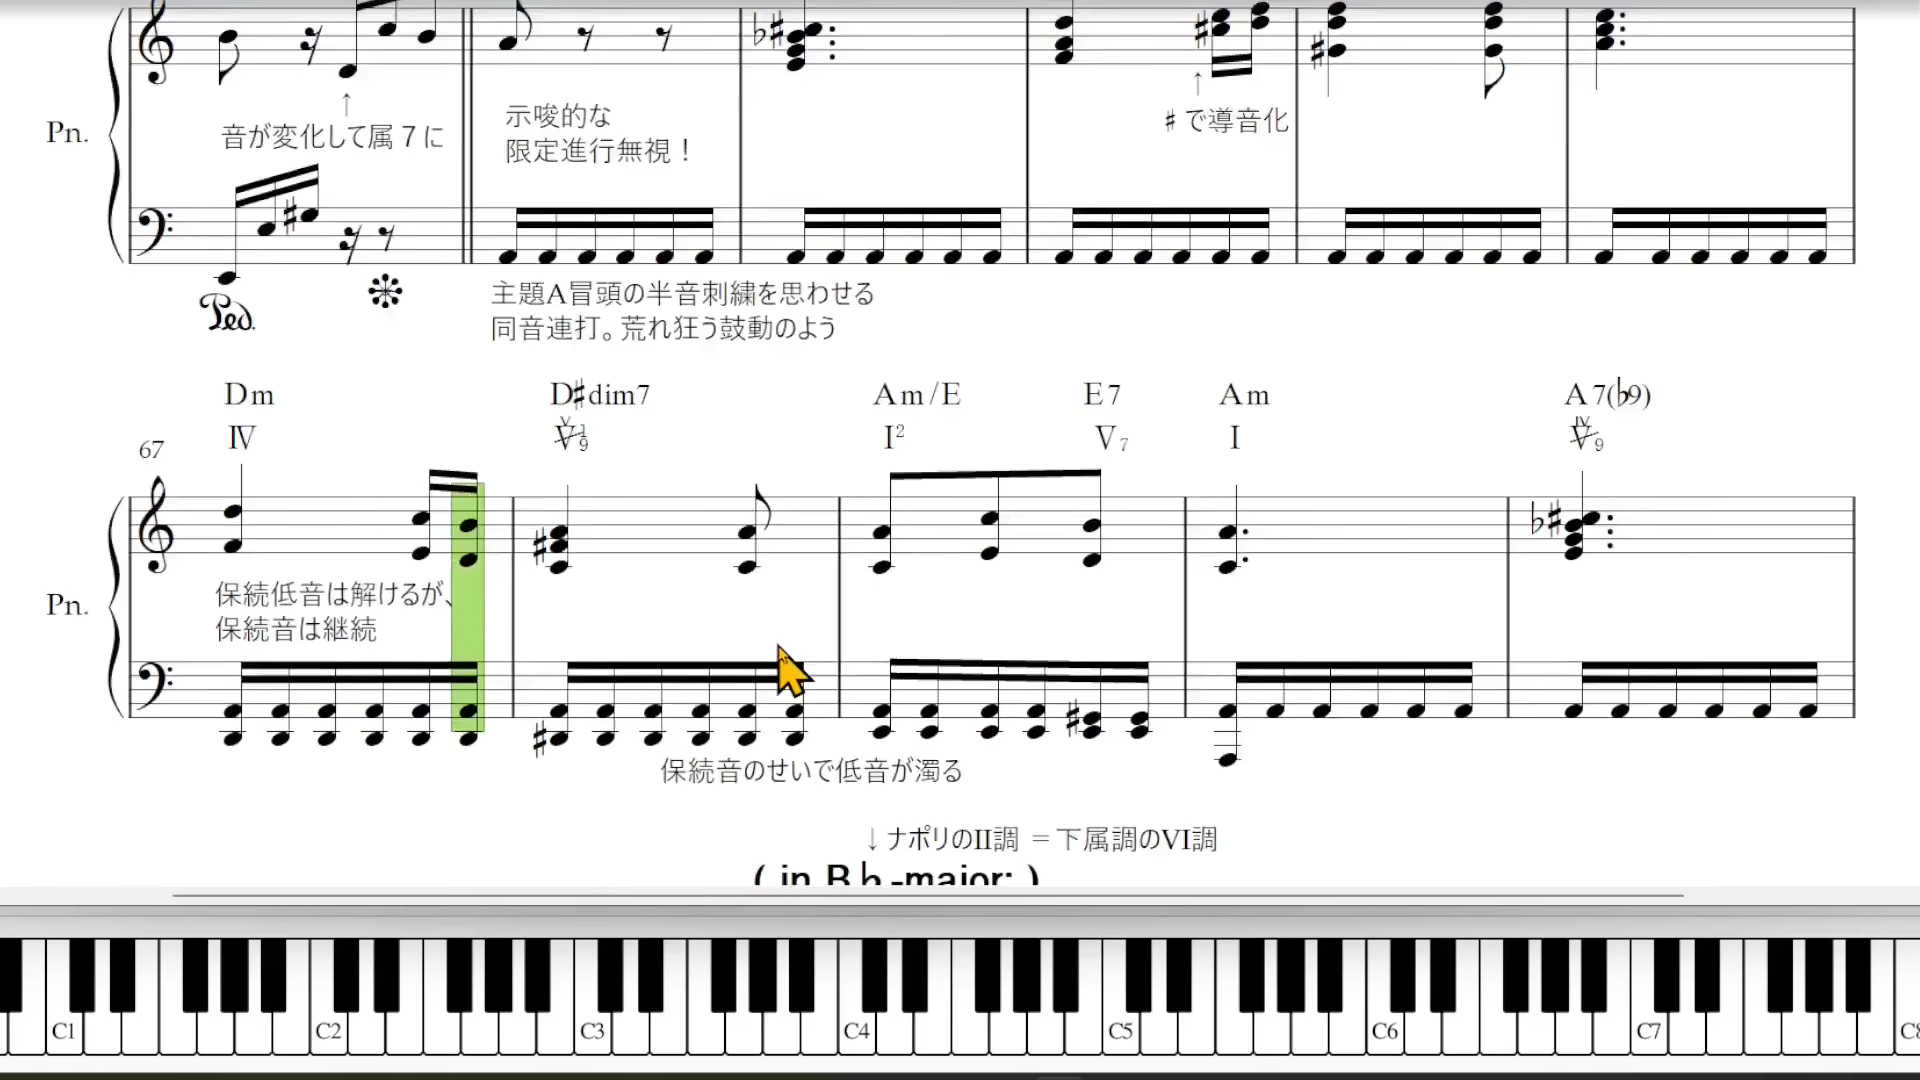 Pn.
音が変化して属７に
示唆的な
限定進行無視！
↑
♯で導音化
Ped.
主題A冒頭の半音刺繍を思わせる
同音連打。荒れ狂う鼓動のよう
Dm D♯dim7 Am/E E7 Am A7(♭9)
IV I² V₇ I
67
Pn.
保続低音は解けるが、
保続音は継続
保続音のせいで低音が濁る
↓ナポリのII調 ＝下属調のVI調
( in B♭-major: )
C1 C2 C3 C4 C5 C6 C7 C8